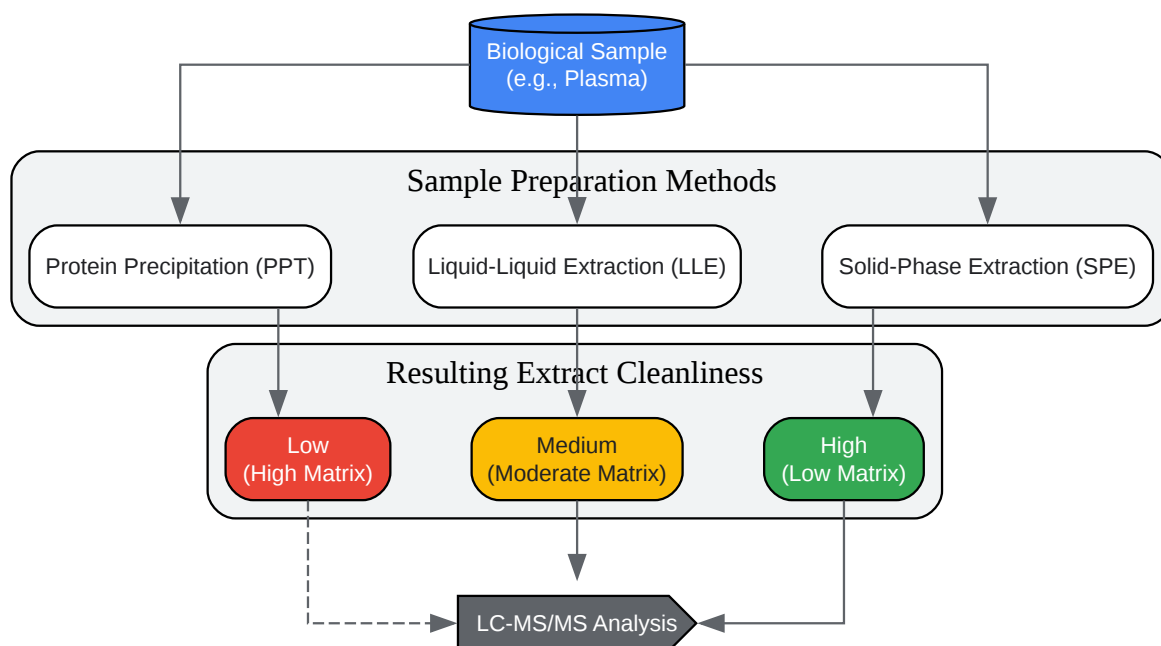 Biological Sample
(e.g., Plasma)
Sample Preparation Methods
Protein Precipitation (PPT)
Liquid-Liquid Extraction (LLE)
Solid-Phase Extraction (SPE)
Resulting Extract Cleanliness
Low
(High Matrix)
Medium
(Moderate Matrix)
High
(Low Matrix)
LC-MS/MS Analysis